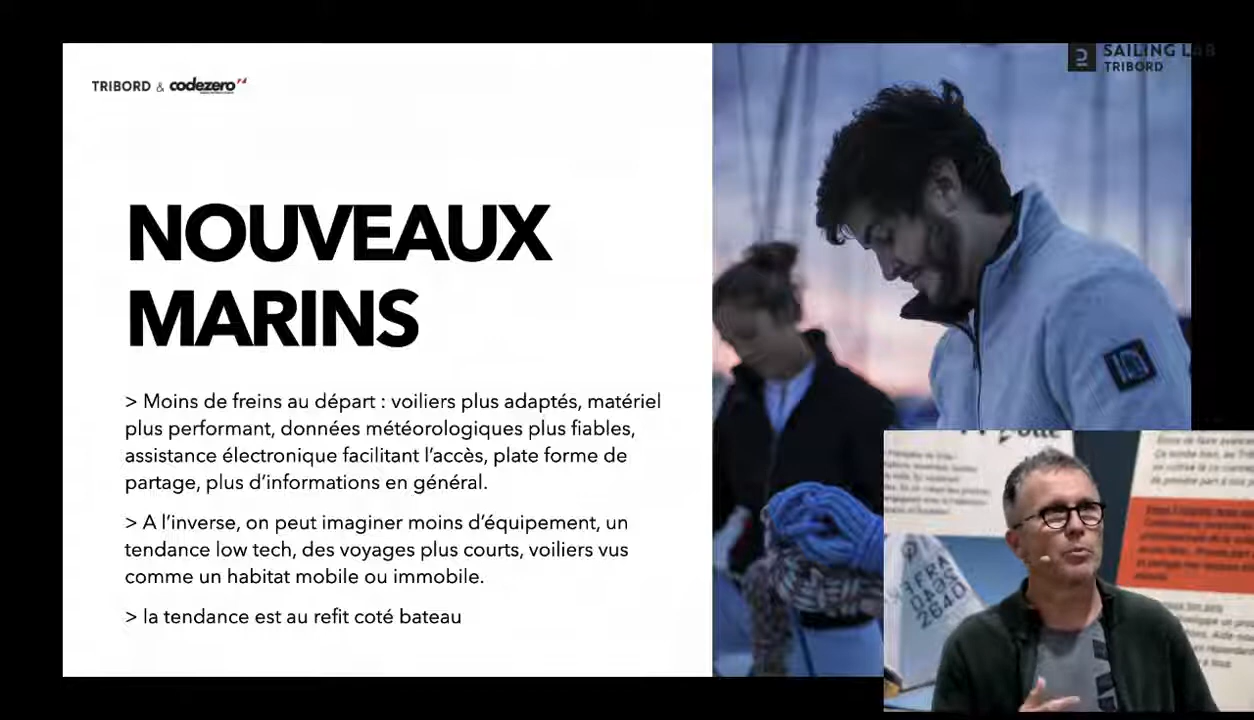 TRIBORD & codezero
SAILING LAB
TRIBORD
NOUVEAUX
MARINS
> Moins de freins au départ : voiliers plus adaptés, matériel
plus performant, données météorologiques plus fiables,
assistance électronique facilitant l'accès, plate forme de
partage, plus d'informations en général.
> A l'inverse, on peut imaginer moins d'équipement, un
tendance low tech, des voyages plus courts, voiliers vus
comme un habitat mobile ou immobile.
> la tendance est au refit coté bateau
FRA
2640